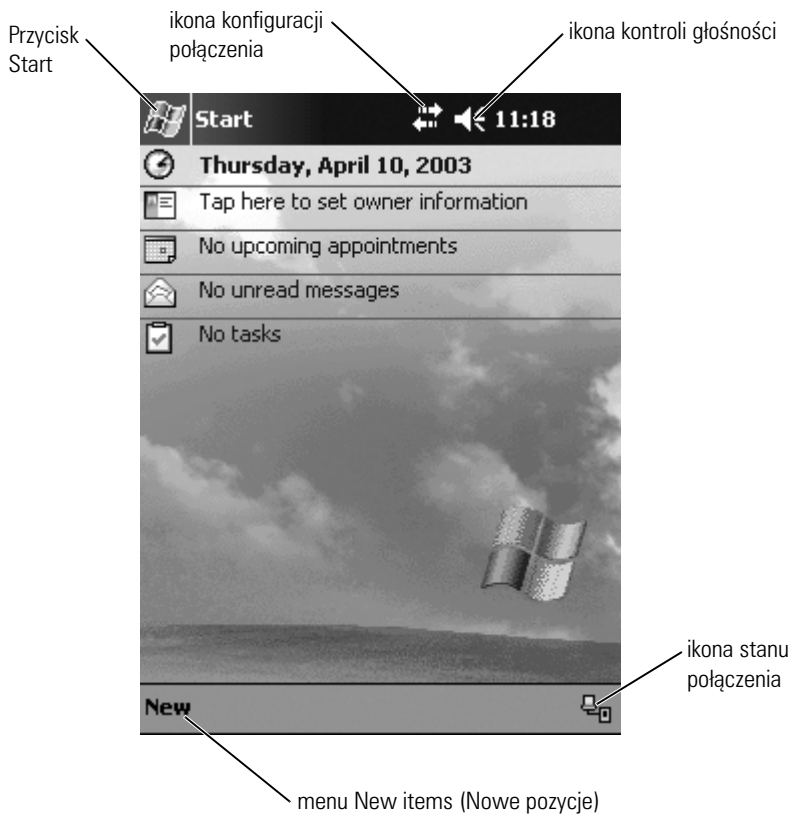 Przycisk
Start
ikona konfiguracji
połączenia
ikona kontroli głośności
Start
11:18
Thursday, April 10, 2003
Tap here to set owner information
No upcoming appointments
No unread messages
No tasks
ikona stanu
połączenia
New
menu New items (Nowe pozycje)